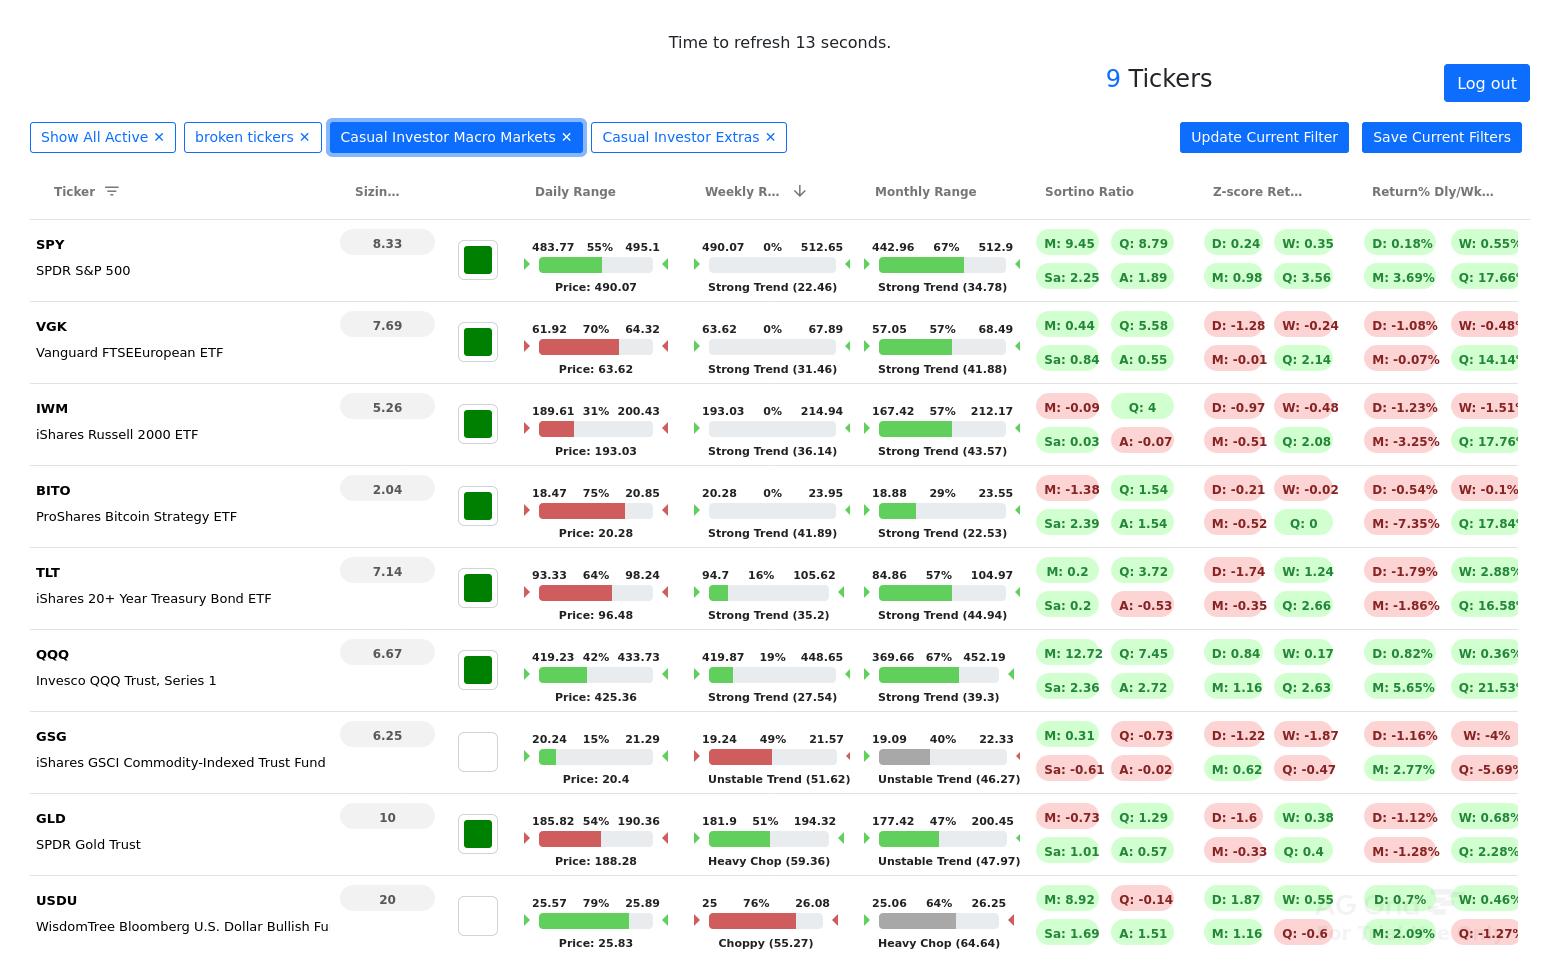 Time to refresh 13 seconds.
9 Tickers
Log out
Show All Active ✕ broken tickers ✕ Casual Investor Macro Markets ✕ Casual Investor Extras ✕ Update Current Filter Save Current Filters
Ticker Sizin... Daily Range Weekly R... Monthly Range Sortino Ratio Z-score Ret... Return% Dly/Wk...
SPY 8.33 483.77 55% 495.1 490.07 0% 512.65 442.96 67% 512.9 M: 9.45 Q: 8.79 D: 0.24 W: 0.35 D: 0.18% W: 0.55%
SPDR S&P 500 Price: 490.07 Strong Trend (22.46) Strong Trend (34.78) Sa: 2.25 A: 1.89 M: 0.98 Q: 3.56 M: 3.69% Q: 17.66%
VGK 7.69 61.92 70% 64.32 63.62 0% 67.89 57.05 57% 68.49 M: 0.44 Q: 5.58 D: -1.28 W: -0.24 D: -1.08% W: -0.48%
Vanguard FTSEEuropean ETF Price: 63.62 Strong Trend (31.46) Strong Trend (41.88) Sa: 0.84 A: 0.55 M: -0.01 Q: 2.14 M: -0.07% Q: 14.14%
IWM 5.26 189.61 31% 200.43 193.03 0% 214.94 167.42 57% 212.17 M: -0.09 Q: 4 D: -0.97 W: -0.48 D: -1.23% W: -1.51%
iShares Russell 2000 ETF Price: 193.03 Strong Trend (36.14) Strong Trend (43.57) Sa: 0.03 A: -0.07 M: -0.51 Q: 2.08 M: -3.25% Q: 17.76%
BITO 2.04 18.47 75% 20.85 20.28 0% 23.95 18.88 29% 23.55 M: -1.38 Q: 1.54 D: -0.21 W: -0.02 D: -0.54% W: -0.1%
ProShares Bitcoin Strategy ETF Price: 20.28 Strong Trend (41.89) Strong Trend (22.53) Sa: 2.39 A: 1.54 M: -0.52 Q: 0 M: -7.35% Q: 17.84%
TLT 7.14 93.33 64% 98.24 94.7 16% 105.62 84.86 57% 104.97 M: 0.2 Q: 3.72 D: -1.74 W: 1.24 D: -1.79% W: 2.88%
iShares 20+ Year Treasury Bond ETF Price: 96.48 Strong Trend (35.2) Strong Trend (44.94) Sa: 0.2 A: -0.53 M: -0.35 Q: 2.66 M: -1.86% Q: 16.58%
QQQ 6.67 419.23 42% 433.73 419.87 19% 448.65 369.66 67% 452.19 M: 12.72 Q: 7.45 D: 0.84 W: 0.17 D: 0.82% W: 0.36%
Invesco QQQ Trust, Series 1 Price: 425.36 Strong Trend (27.54) Strong Trend (39.3) Sa: 2.36 A: 2.72 M: 1.16 Q: 2.63 M: 5.65% Q: 21.53%
GSG 6.25 20.24 15% 21.29 19.24 49% 21.57 19.09 40% 22.33 M: 0.31 Q: -0.73 D: -1.22 W: -1.87 D: -1.16% W: -4%
iShares GSCI Commodity-Indexed Trust Fund Price: 20.4 Unstable Trend (51.62) Unstable Trend (46.27) Sa: -0.61 A: -0.02 M: 0.62 Q: -0.47 M: 2.77% Q: -5.69%
GLD 10 185.82 54% 190.36 181.9 51% 194.32 177.42 47% 200.45 M: -0.73 Q: 1.29 D: -1.6 W: 0.38 D: -1.12% W: 0.68%
SPDR Gold Trust Price: 188.28 Heavy Chop (59.36) Unstable Trend (47.97) Sa: 1.01 A: 0.57 M: -0.33 Q: 0.4 M: -1.28% Q: 2.28%
USDU 20 25.57 79% 25.89 25 76% 26.08 25.06 64% 26.25 M: 8.92 Q: -0.14 D: 1.87 W: 0.55 D: 0.7% W: 0.46%
WisdomTree Bloomberg U.S. Dollar Bullish Fu Price: 25.83 Choppy (55.27) Heavy Chop (64.64) Sa: 1.69 A: 1.51 M: 1.16 Q: -0.6 M: 2.09% Q: -1.27%